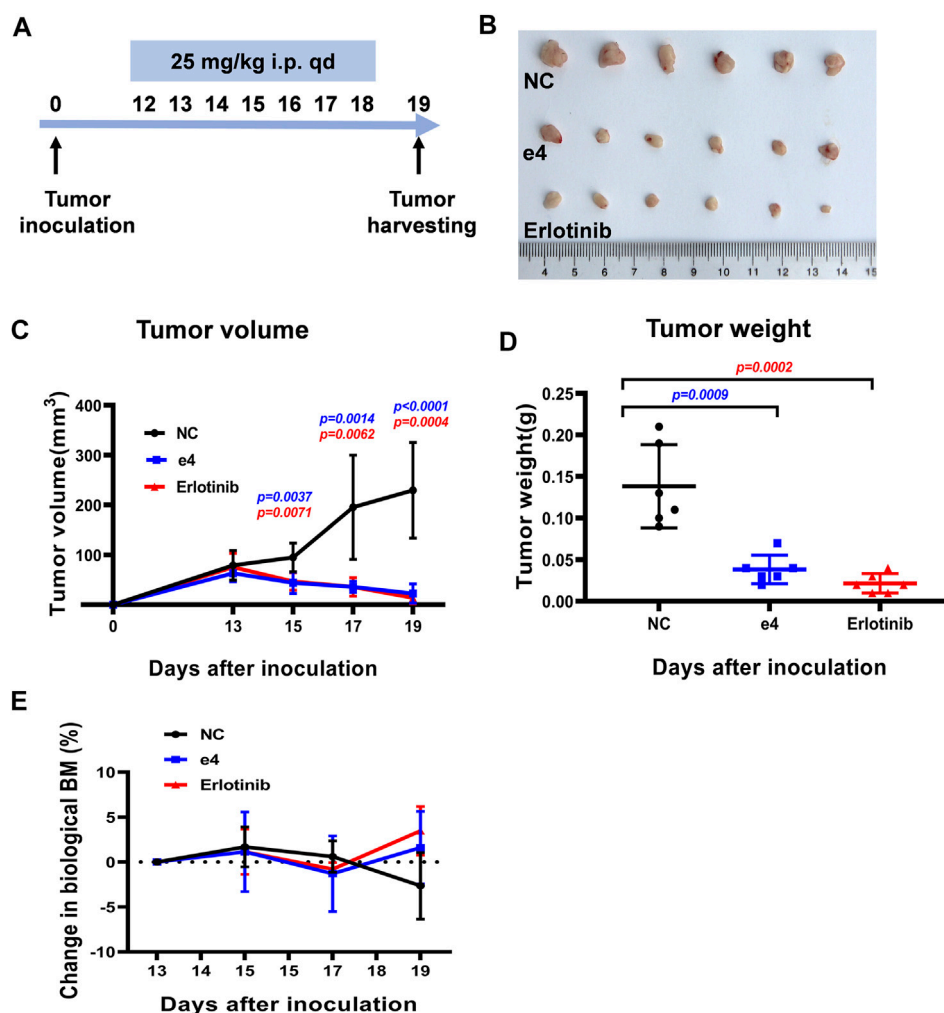 A
25 mg/kg i.p. qd
0 12 13 14 15 16 17 18 19
Tumor
inoculation
Tumor
harvesting
B
NC
e4
Erlotinib
4 5 6 7 8 9 10 11 12 13 14 15
C
Tumor volume
Tumor volume(mm3)
400
300
200
100
0
13
15
17
19
NC
e4
Erlotinib
p=0.0037
p=0.0071
p=0.0014
p=0.0062
p<0.0001
p=0.0004
Days after inoculation
D
Tumor weight
p=0.0002
p=0.0009
Tumor weight(g)
0.25
0.20
0.15
0.10
0.05
0.00
NC
e4
Erlotinib
Days after inoculation
E
NC
e4
Erlotinib
Change in biological BM (%)
10
5
0
-5
-10
13 14 15 15 17 18 19
Days after inoculation